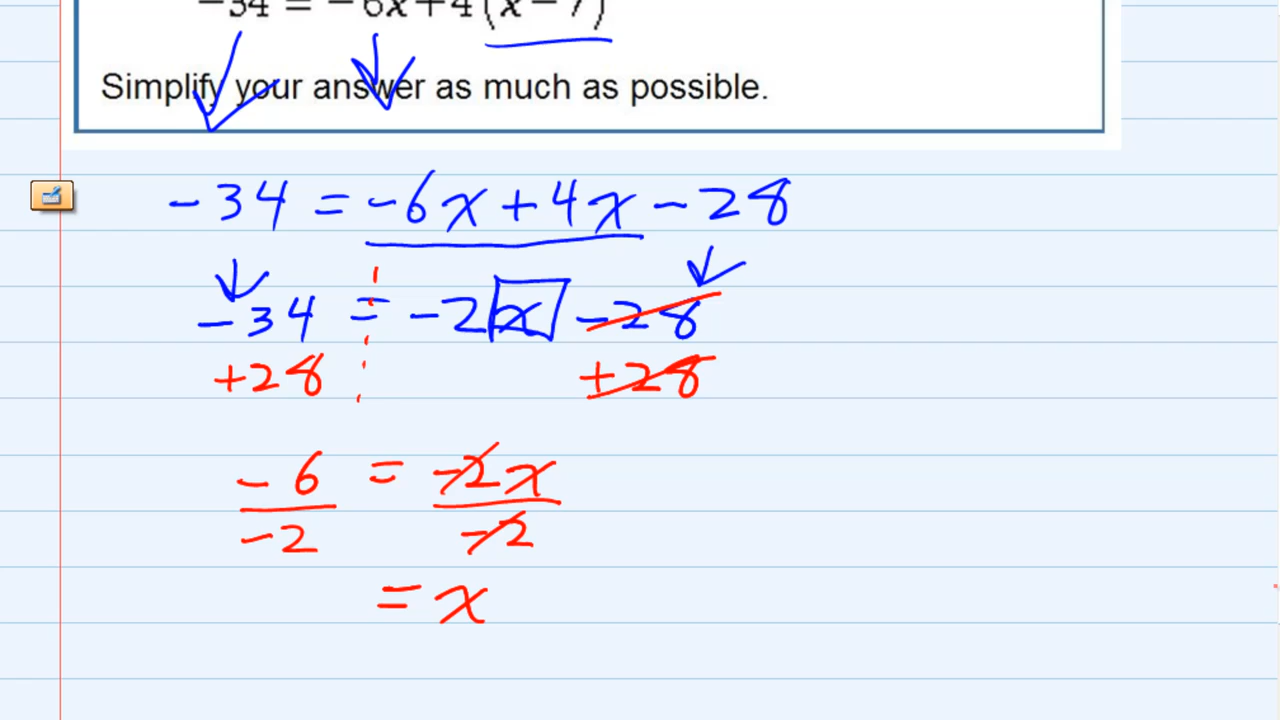 -34 = -6x+4(x-7)
Simplify your answer as much as possible.
-34 = -6x + 4x - 28
-34 = -2x -28
+28 +28
-6 = -2x
-2 -2
= x